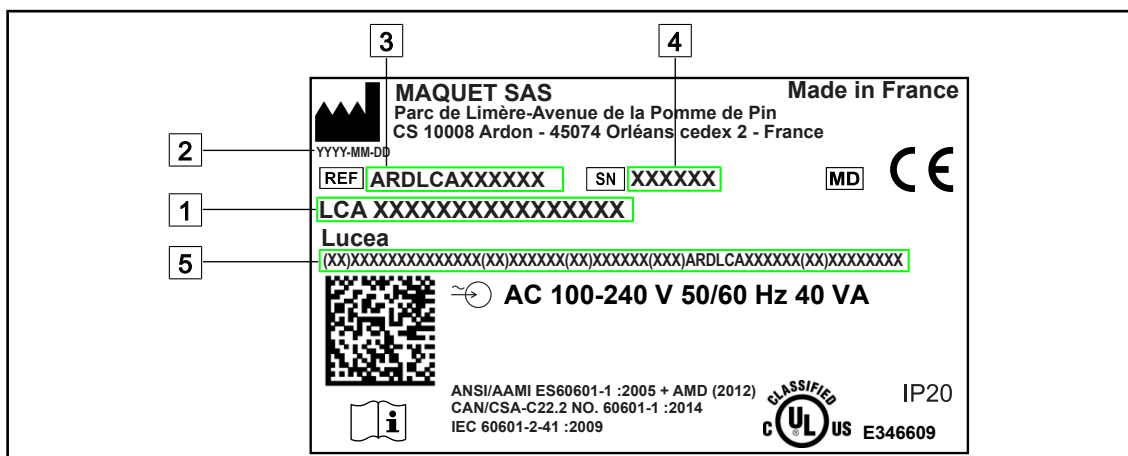 3 4
MAQUET SAS Made in France
Parc de Limère-Avenue de la Pomme de Pin
CS 10008 Ardon - 45074 Orléans cedex 2 - France
2 YYYY-MM-DD
REF ARDLCAXXXXXX SN XXXXXX MD CE
1 LCA XXXXXXXXXXXXXXXX
Lucea
5 (XX)XXXXXXXXXXXXXX(XX)XXXXXX(XX)XXXXXX(XXX)ARDLCAXXXXXX(XX)XXXXXXXX
AC 100-240 V 50/60 Hz 40 VA
ANSI/AAMI ES60601-1 :2005 + AMD (2012)
CAN/CSA-C22.2 NO. 60601-1 :2014
IEC 60601-2-41 :2009
i
CLASSIFIED
C UL US E346609
IP20